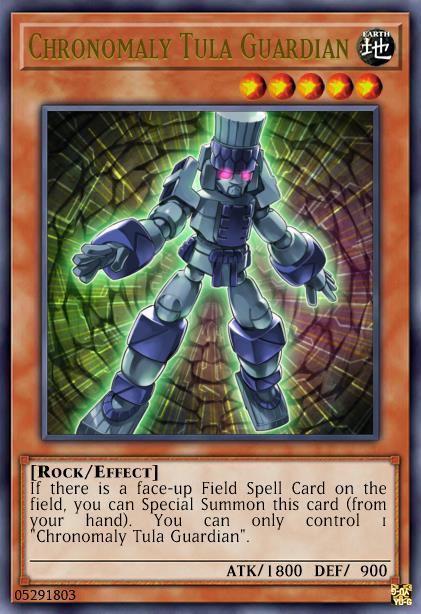 CHRONOMALY TULA GUARDIAN
EARTH
地
[ROCK/EFFECT]
If there is a face-up Field Spell Card on the
field, you can Special Summon this card (from
your hand). You can only control 1
"Chronomaly Tula Guardian".
ATK/1800 DEF/ 900
05291803